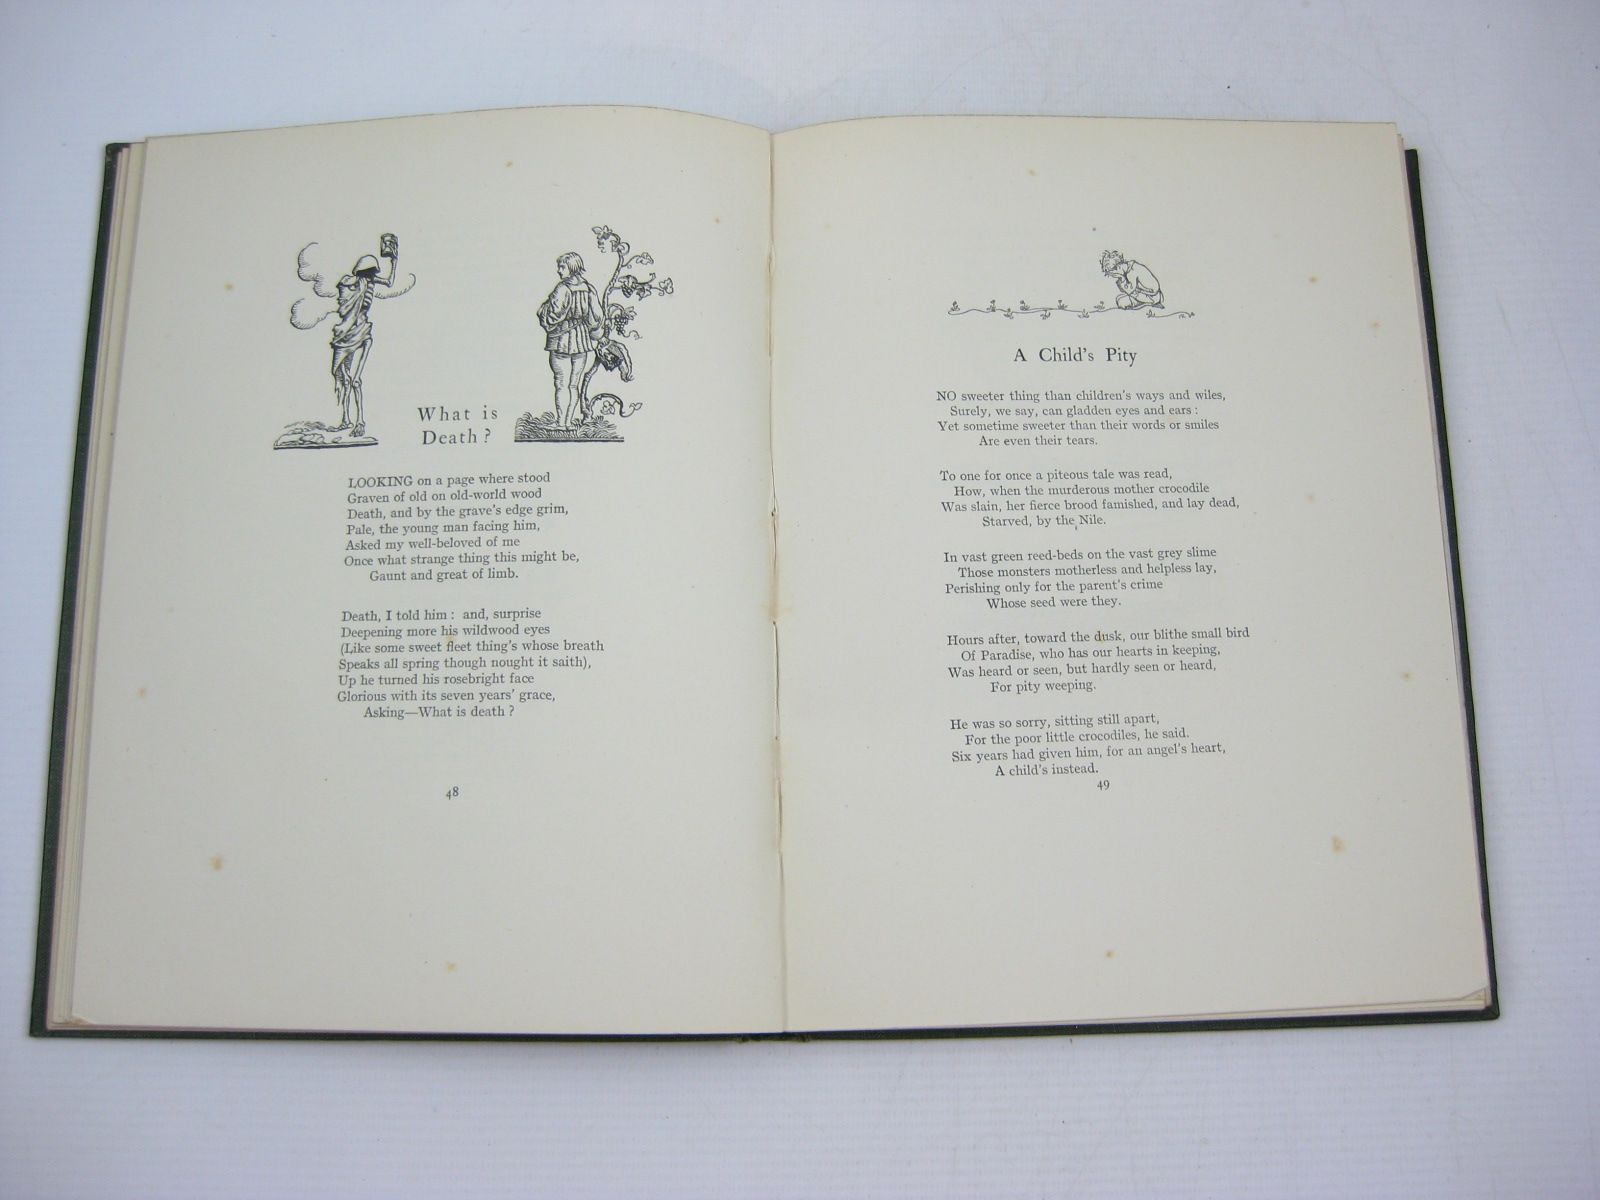 What is
Death ?
LOOKING on a page where stood
Graven of old on old-world wood
Death, and by the grave's edge grim,
Pale, the young man facing him,
Asked my well-beloved of me
Once what strange thing this might be,
Gaunt and great of limb.
Death, I told him : and, surprise
Deepening more his wildwood eyes
(Like some sweet fleet thing's whose breath
Speaks all spring though nought it saith),
Up he turned his rosebright face
Glorious with its seven years' grace,
Asking—What is death ?
48
A Child's Pity
NO sweeter thing than children's ways and wiles,
Surely, we say, can gladden eyes and ears :
Yet sometime sweeter than their words or smiles
Are even their tears.
To one for once a piteous tale was read,
How, when the murderous mother crocodile
Was slain, her fierce brood famished, and lay dead,
Starved, by the Nile.
In vast green reed-beds on the vast grey slime
Those monsters motherless and helpless lay,
Perishing only for the parent's crime
Whose seed were they.
Hours after, toward the dusk, our blithe small bird
Of Paradise, who has our hearts in keeping,
Was heard or seen, but hardly seen or heard,
For pity weeping.
He was so sorry, sitting still apart,
For the poor little crocodiles, he said.
Six years had given him, for an angel's heart,
A child's instead.
49